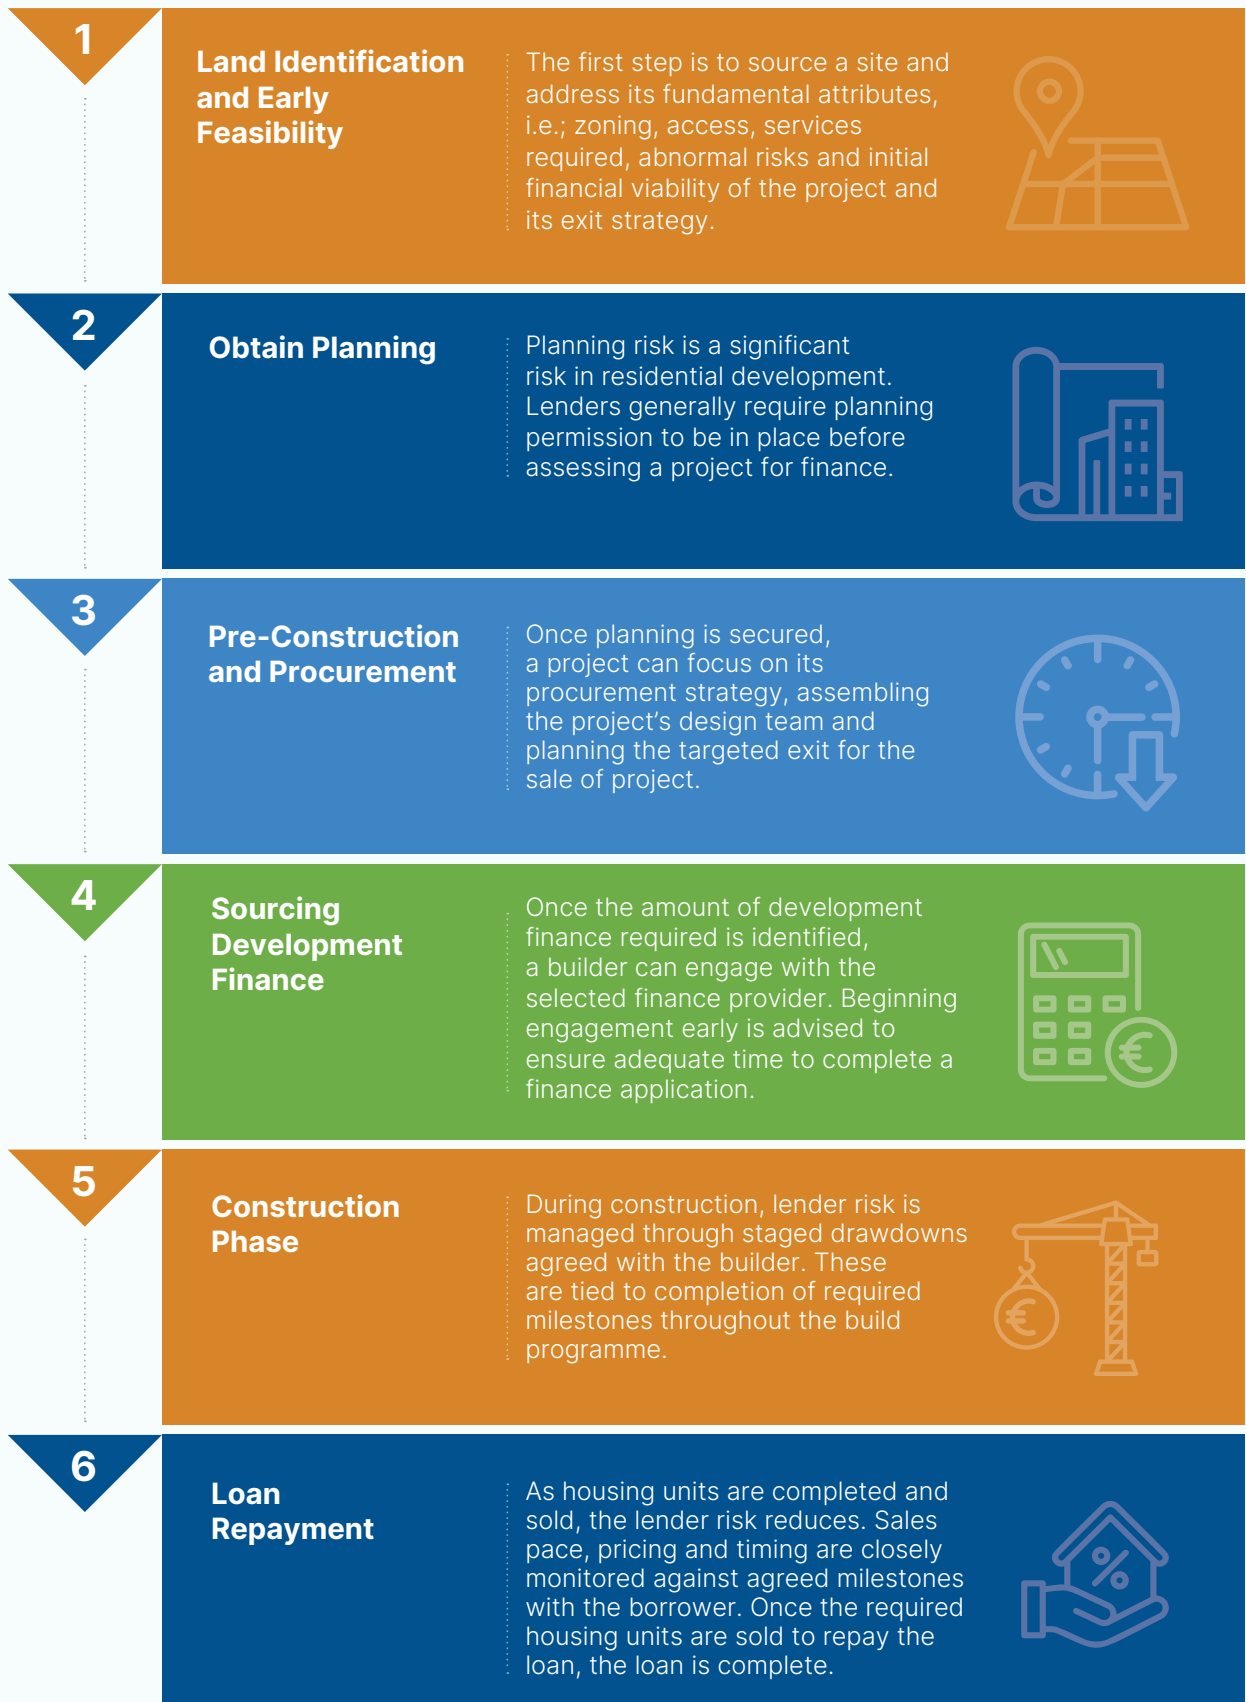 1
Land Identification
and Early
Feasibility
The first step is to source a site and
address its fundamental attributes,
i.e.; zoning, access, services
required, abnormal risks and initial
financial viability of the project and
its exit strategy.
2
Obtain Planning
Planning risk is a significant
risk in residential development.
Lenders generally require planning
permission to be in place before
assessing a project for finance.
3
Pre-Construction
and Procurement
Once planning is secured,
a project can focus on its
procurement strategy, assembling
the project’s design team and
planning the targeted exit for the
sale of project.
4
Sourcing
Development
Finance
Once the amount of development
finance required is identified,
a builder can engage with the
selected finance provider. Beginning
engagement early is advised to
ensure adequate time to complete a
finance application.
€
5
Construction
Phase
During construction, lender risk is
managed through staged drawdowns
agreed with the builder. These
are tied to completion of required
milestones throughout the build
programme.
€
6
Loan
Repayment
As housing units are completed and
sold, the lender risk reduces. Sales
pace, pricing and timing are closely
monitored against agreed milestones
with the borrower. Once the required
housing units are sold to repay the
loan, the loan is complete.
%